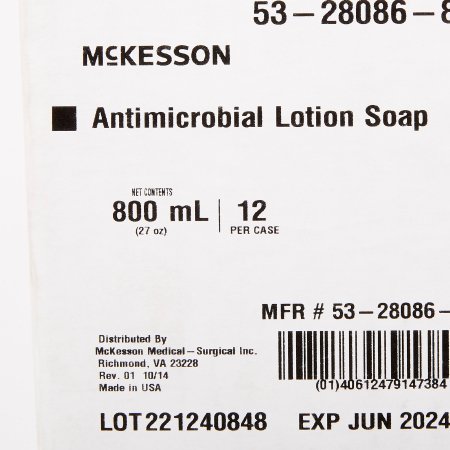 53-28086-8
McKESSON
Antimicrobial Lotion Soap
NET CONTENTS
800 mL | 12
(27 oz) PER CASE
MFR # 53-28086-
Distributed By
McKesson Medical-Surgical Inc.
Richmond, VA 23228
Rev. 01 10/14
Made in USA
(01)40612479147384
LOT221240848 EXP JUN 2024